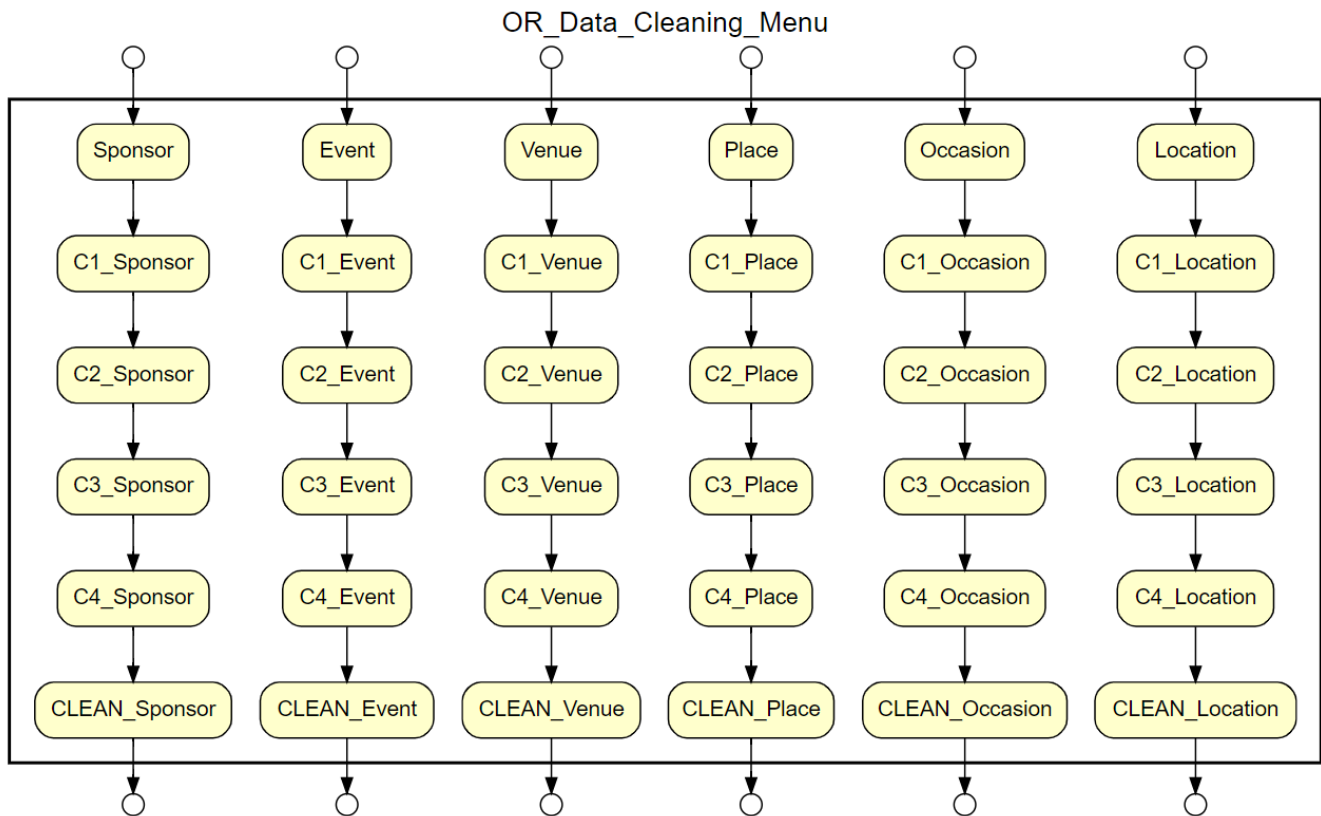 OR_Data_Cleaning_Menu
Sponsor Event Venue Place Occasion Location
C1_Sponsor C1_Event C1_Venue C1_Place C1_Occasion C1_Location
C2_Sponsor C2_Event C2_Venue C2_Place C2_Occasion C2_Location
C3_Sponsor C3_Event C3_Venue C3_Place C3_Occasion C3_Location
C4_Sponsor C4_Event C4_Venue C4_Place C4_Occasion C4_Location
CLEAN_Sponsor CLEAN_Event CLEAN_Venue CLEAN_Place CLEAN_Occasion CLEAN_Location